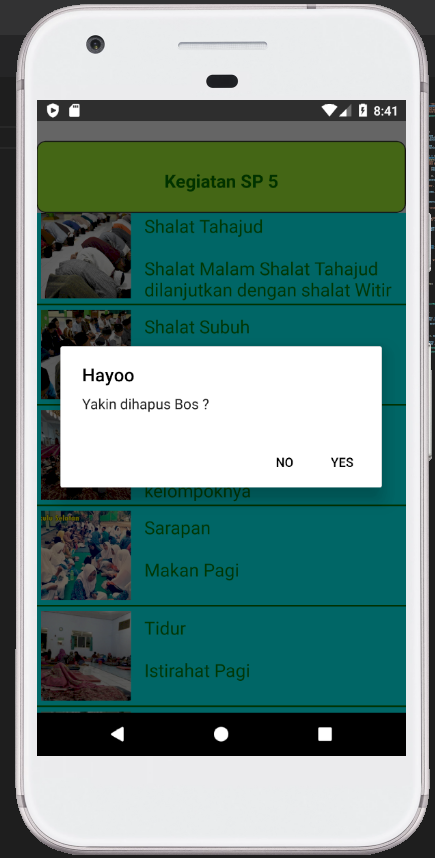 8:41
Kegiatan SP 5
Shalat Tahajud
Shalat Malam Shalat Tahajud
dilanjutkan dengan shalat Witir
Shalat Subuh
Hayoo
Yakin dihapus Bos ?
NO
YES
kelompoknya
Sarapan
Makan Pagi
Tidur
Istirahat Pagi